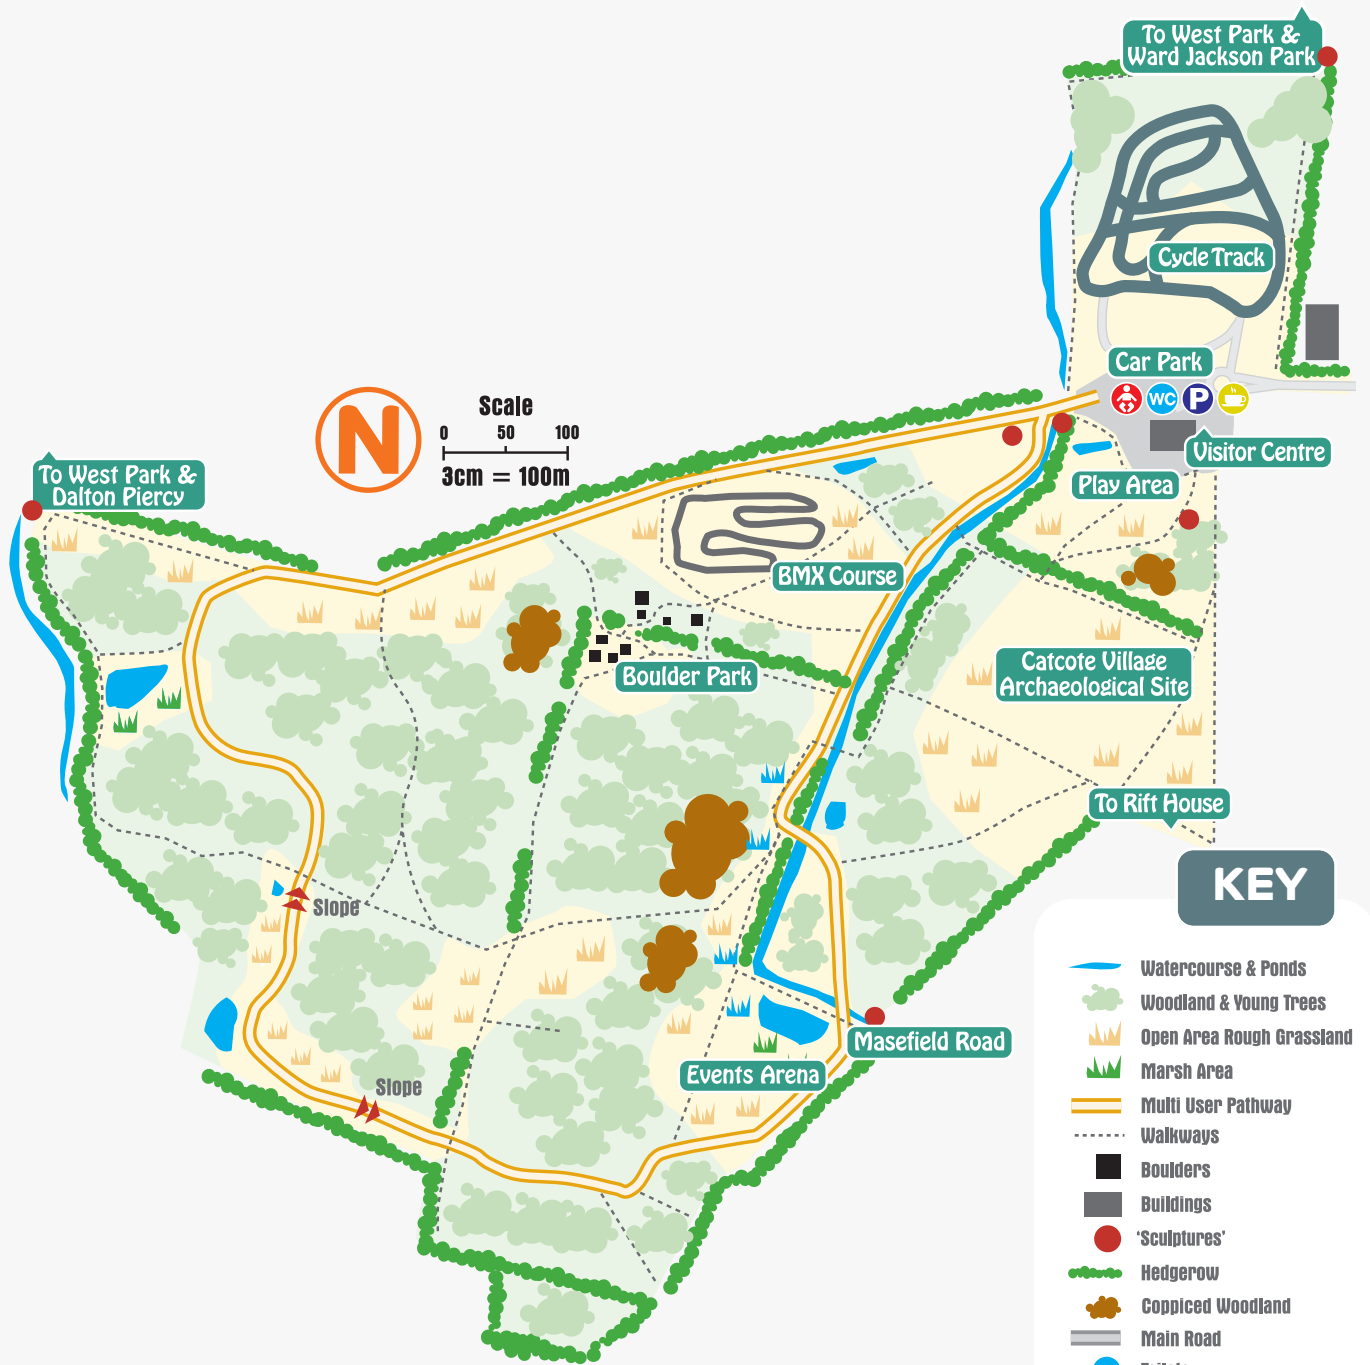 To West Park &
Ward Jackson Park
Cycle Track
Car Park
WC
P
Visitor Centre
Play Area
N
Scale
0 50 100
3cm = 100m
To West Park &
Dalton Piercy
BMX Course
Boulder Park
Catcote Village
Archaeological Site
To Rift House
Slope
Slope
Masefield Road
Events Arena
KEY
Watercourse & Ponds
Woodland & Young Trees
Open Area Rough Grassland
Marsh Area
Multi User Pathway
Walkways
Boulders
Buildings
'Sculptures'
Hedgerow
Coppiced Woodland
Main Road